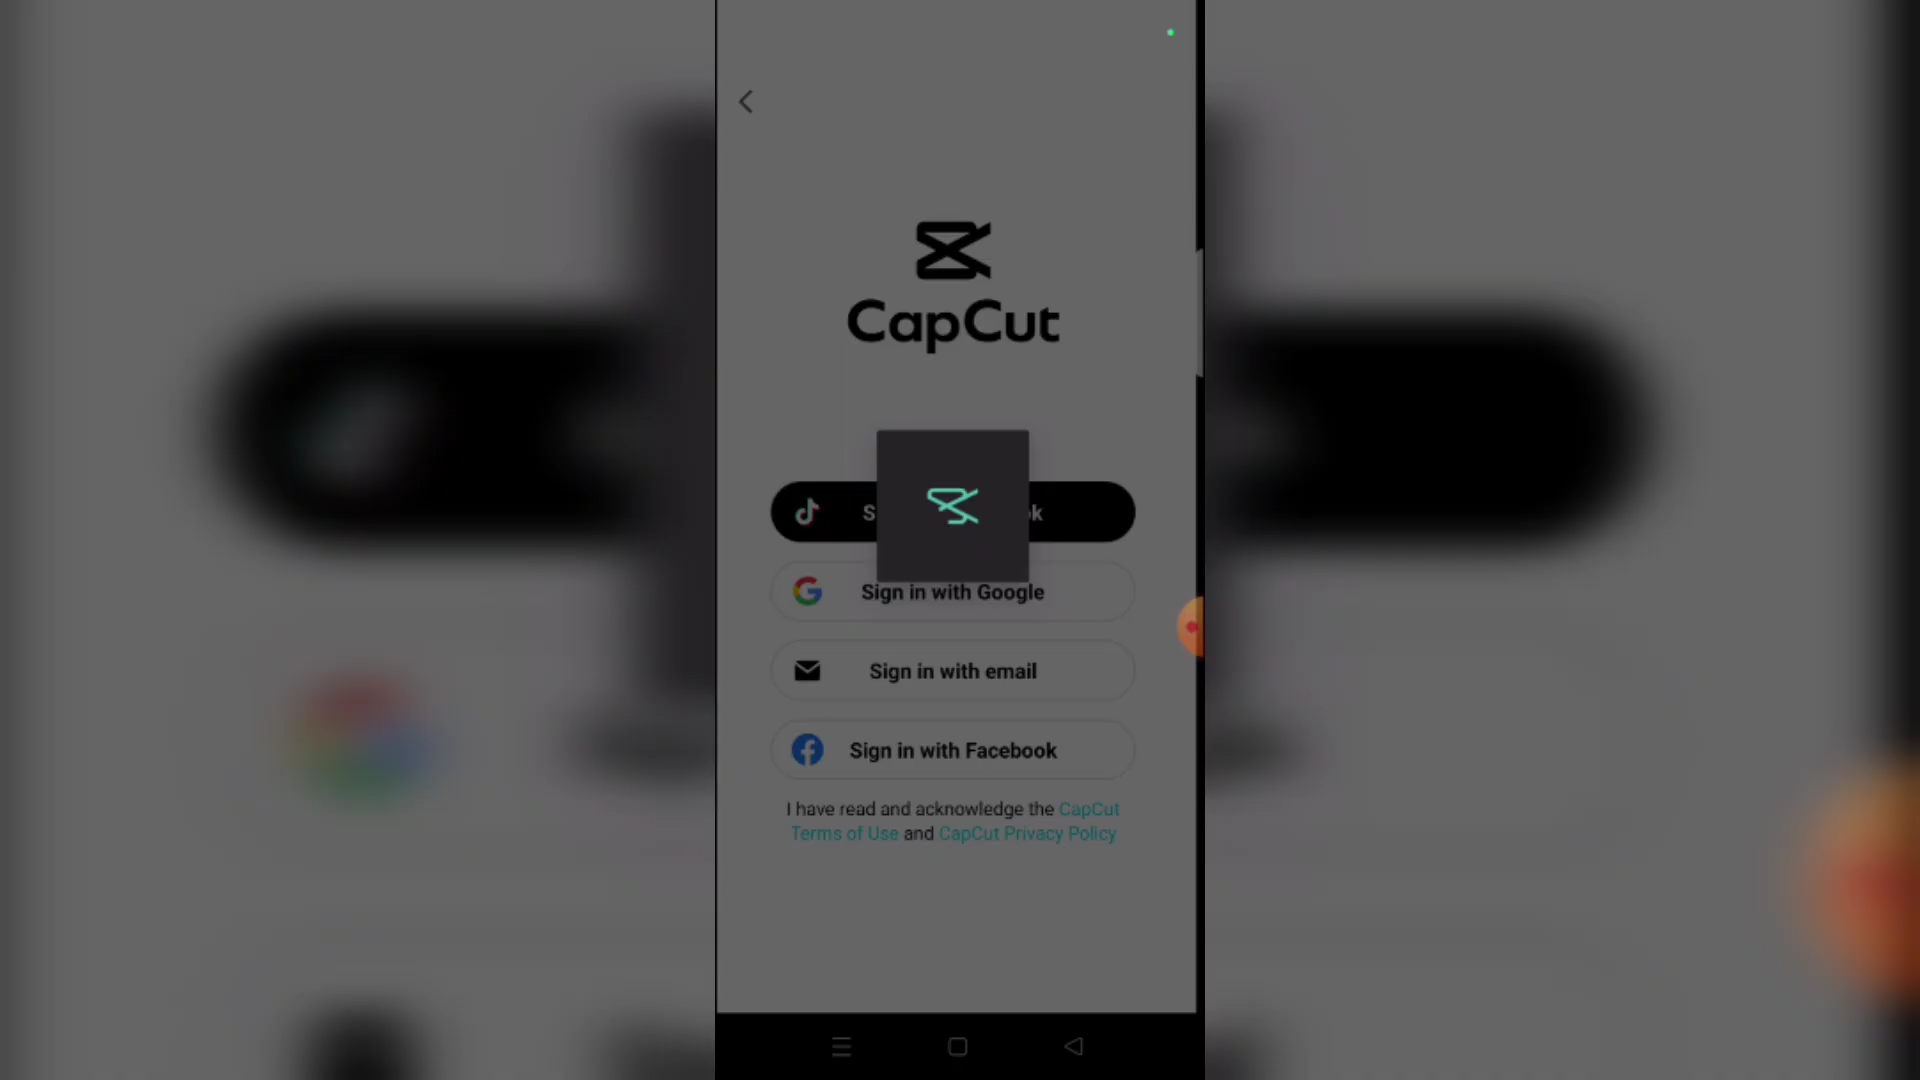 CapCut
Sign in with Google
Sign in with email
Sign in with Facebook
I have read and acknowledge the CapCut
Terms of Use and CapCut Privacy Policy